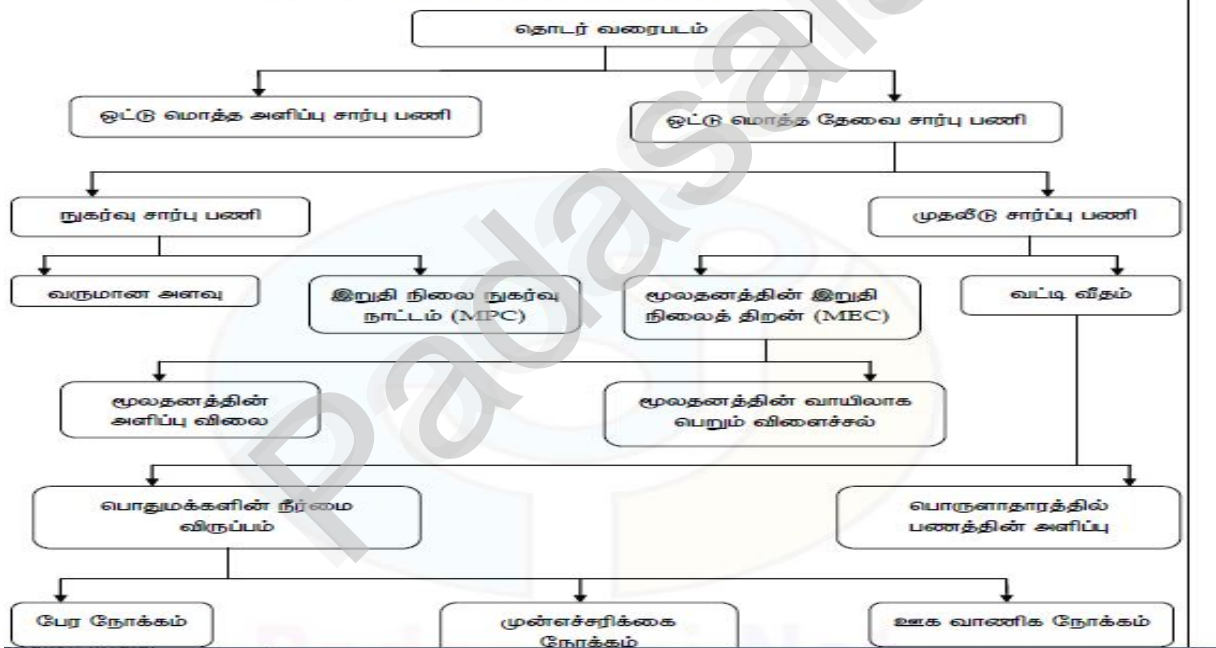 தொடர் வரைபடம்
ஒட்டு மொத்த அளிப்பு சார்பு பணி
ஒட்டு மொத்த தேவை சார்பு பணி
நுகர்வு சார்பு பணி
முதலீடு சார்ப்பு பணி
வருமான அளவு
இறுதி நிலை நுகர்வு
நாட்டம் (MPC)
மூலதனத்தின் இறுதி
நிலைத் திறன் (MEC)
வட்டி வீதம்
மூலதனத்தின்
அளிப்பு விலை
மூலதனத்தின் வாயிலாக
பெறும் விளைச்சல்
பொதுமக்களின் நீர்மை
விருப்பம்
பொருளாதாரத்தில்
பணத்தின் அளிப்பு
பேர நோக்கம்
முன்எச்சரிக்கை
நோக்கம்
ஊக வாணிக நோக்கம்